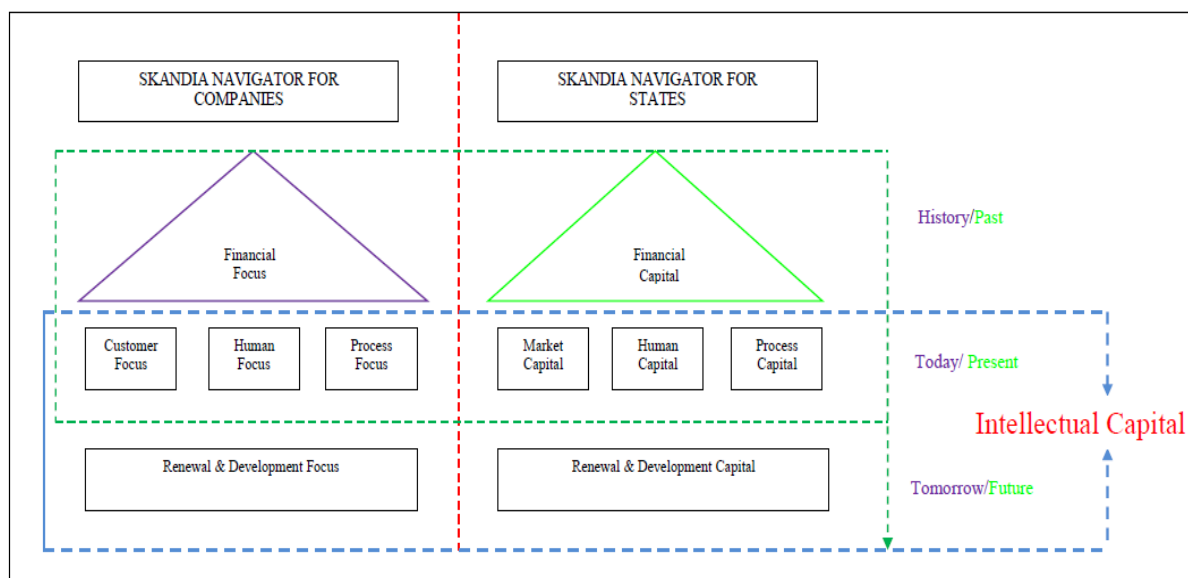 SKANDIA NAVIGATOR FOR
COMPANIES
SKANDIA NAVIGATOR FOR
STATES
Financial
Focus
Financial
Capital
History/Past
Customer
Focus
Human
Focus
Process
Focus
Market
Capital
Human
Capital
Process
Capital
Today/ Present
Intellectual Capital
Renewal & Development Focus
Renewal & Development Capital
Tomorrow/Future